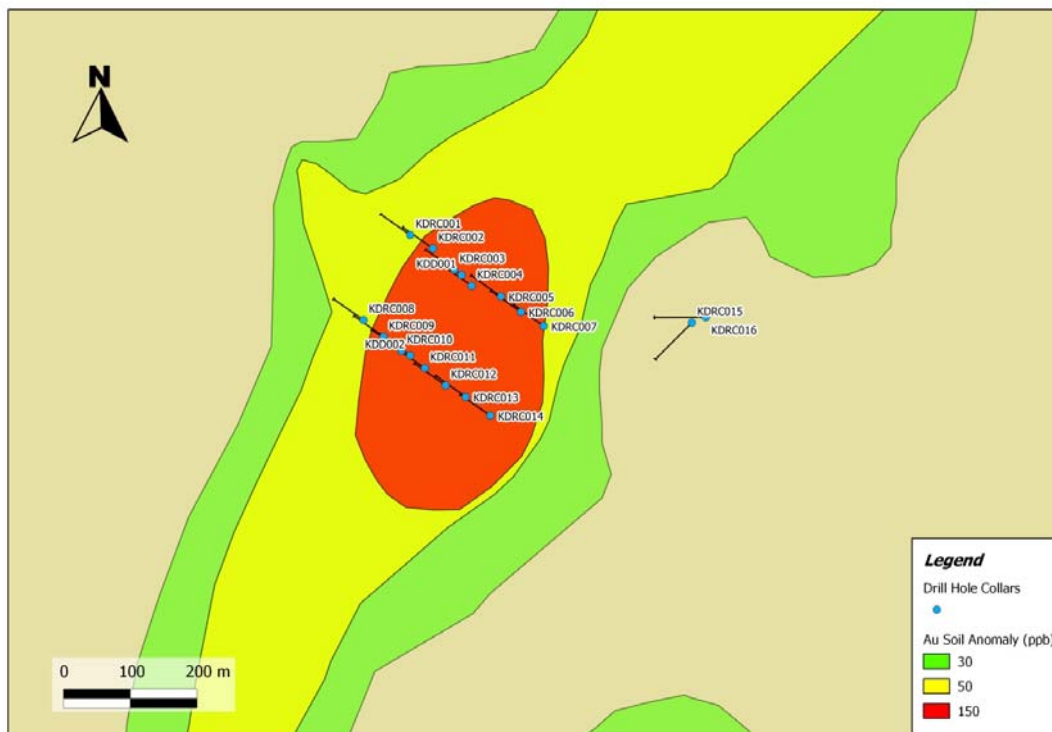 N
KDRC001
KDRC002
KDRC003
KDD001
KDRC004
KDRC005
KDRC006
KDRC007
KDRC008
KDRC009
KDRC010
KDD002
KDRC011
KDRC012
KDRC013
KDRC014
KDRC015
KDRC016
Legend
Drill Hole Collars
Au Soil Anomaly (ppb)
30
50
150
0 100 200 m